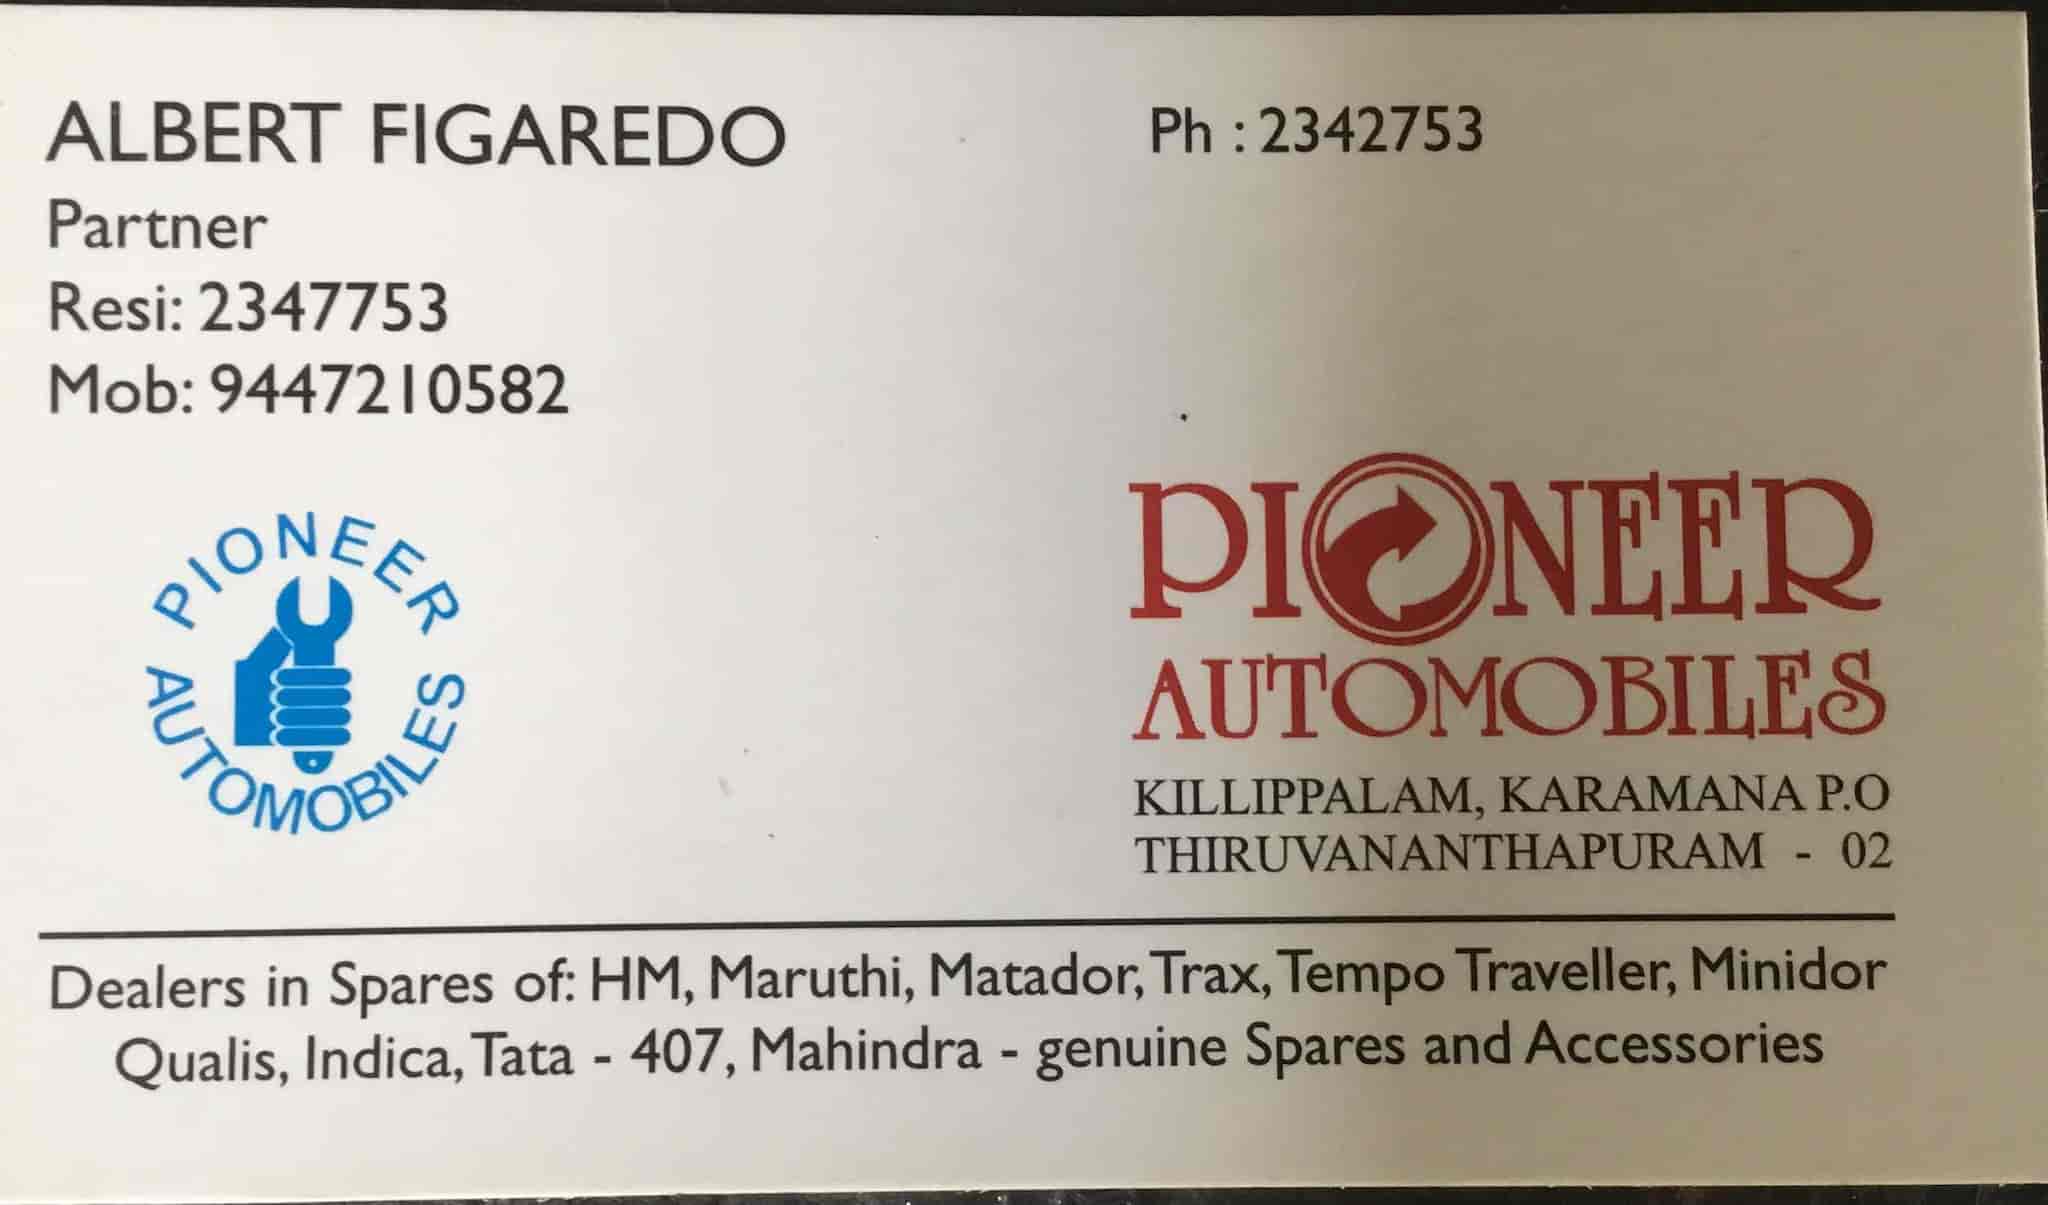 ALBERT FIGAREDO
Partner
Resi: 2347753
Mob: 9447210582
Ph : 2342753
PIONEER
AUTOMOBILES
PIONEER
AUTOMOBILES
KILLIPPALAM, KARAMANA P.O
THIRUVANANTHAPURAM - 02
Dealers in Spares of: HM, Maruthi, Matador, Trax, Tempo Traveller, Minidor
Qualis, Indica, Tata - 407, Mahindra - genuine Spares and Accessories